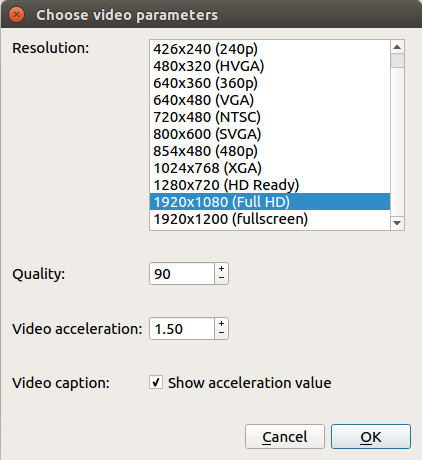 Choose video parameters
Resolution:
426x240 (240p)
480x320 (HVGA)
640x360 (360p)
640x480 (VGA)
720x480 (NTSC)
800x600 (SVGA)
854x480 (480p)
1024x768 (XGA)
1280x720 (HD Ready)
1920x1080 (Full HD)
1920x1200 (fullscreen)
Quality: 90
Video acceleration: 1.50
Video caption: Show acceleration value
Cancel OK